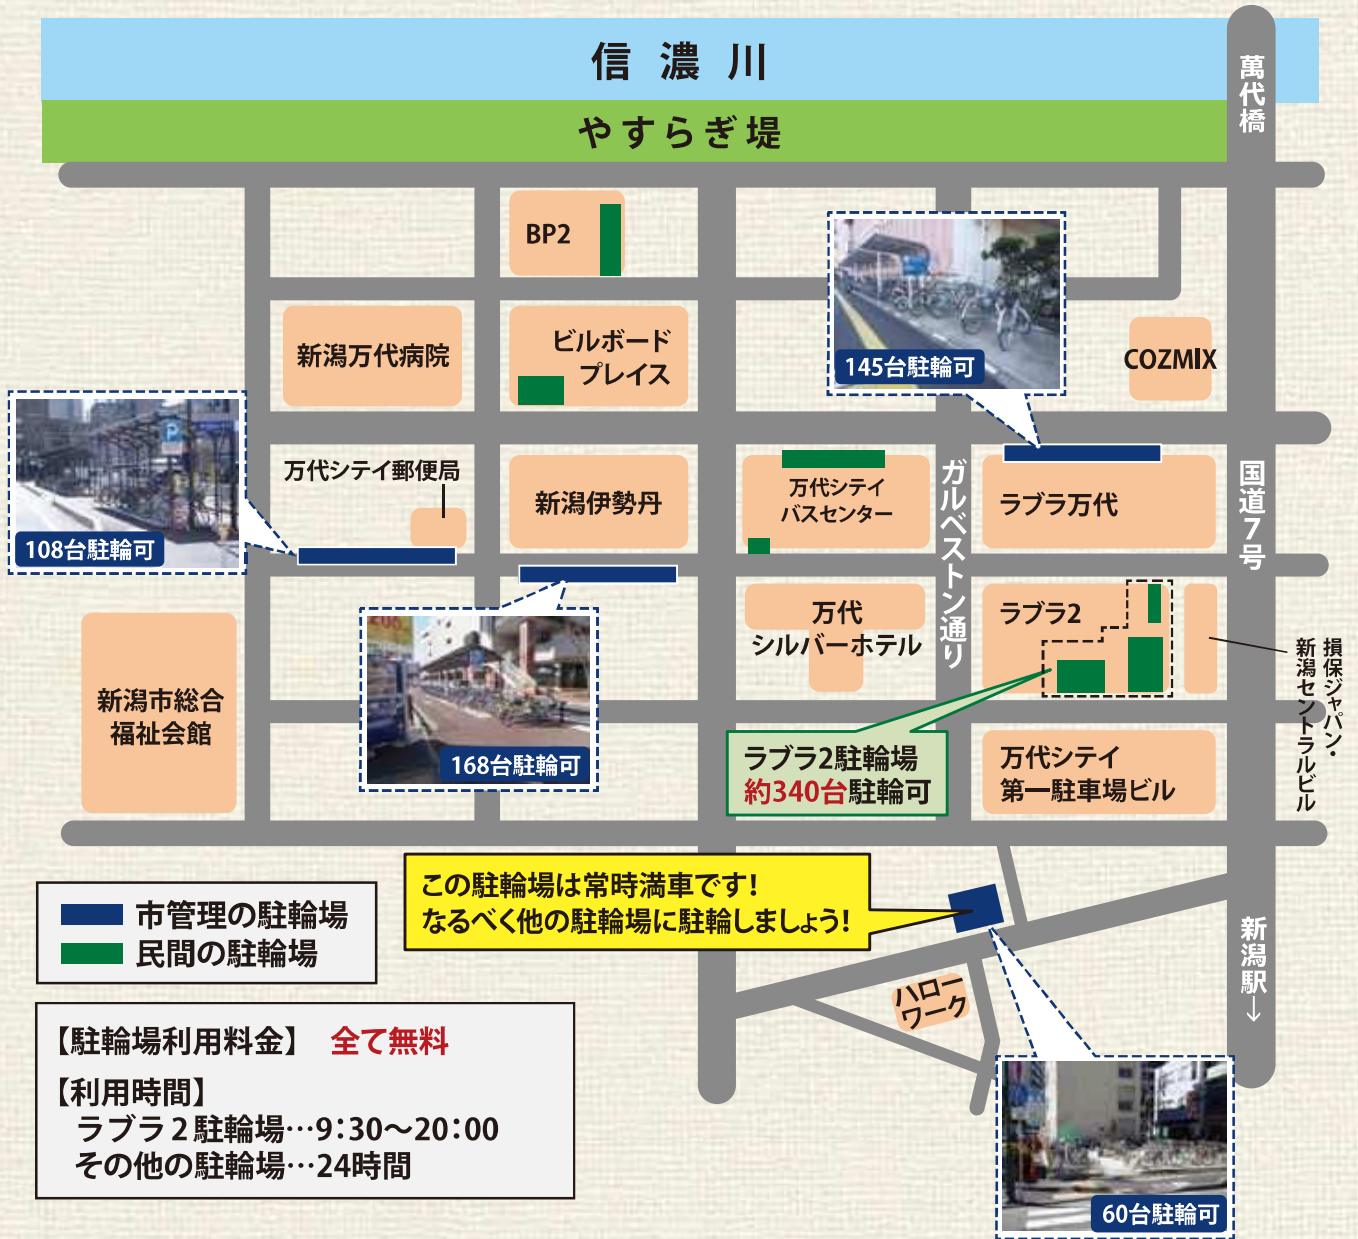 信濃川
やすらぎ堤
萬代橋
BP2
新潟万代病院
ビルボード
プレイス
145台駐輪可
COZMIX
P
108台駐輪可
万代シテイ郵便局
新潟伊勢丹
万代シテイ
バスセンター
ガルベストン通り
ラブラ万代
国道7号
新潟市総合
福祉会館
168台駐輪可
万代
シルバーホテル
ラブラ2
損保ジャパン・
新潟セントラルビル
ラブラ2駐輪場
約340台駐輪可
万代シテイ
第一駐車場ビル
この駐輪場は常時満車です!
なるべく他の駐輪場に駐輪しましょう!
市管理の駐輪場
民間の駐輪場
ハロー
ワーク
新潟駅→
【駐輪場利用料金】 全て無料
【利用時間】
ラブラ2駐輪場…9:30〜20:00
その他の駐輪場…24時間
60台駐輪可